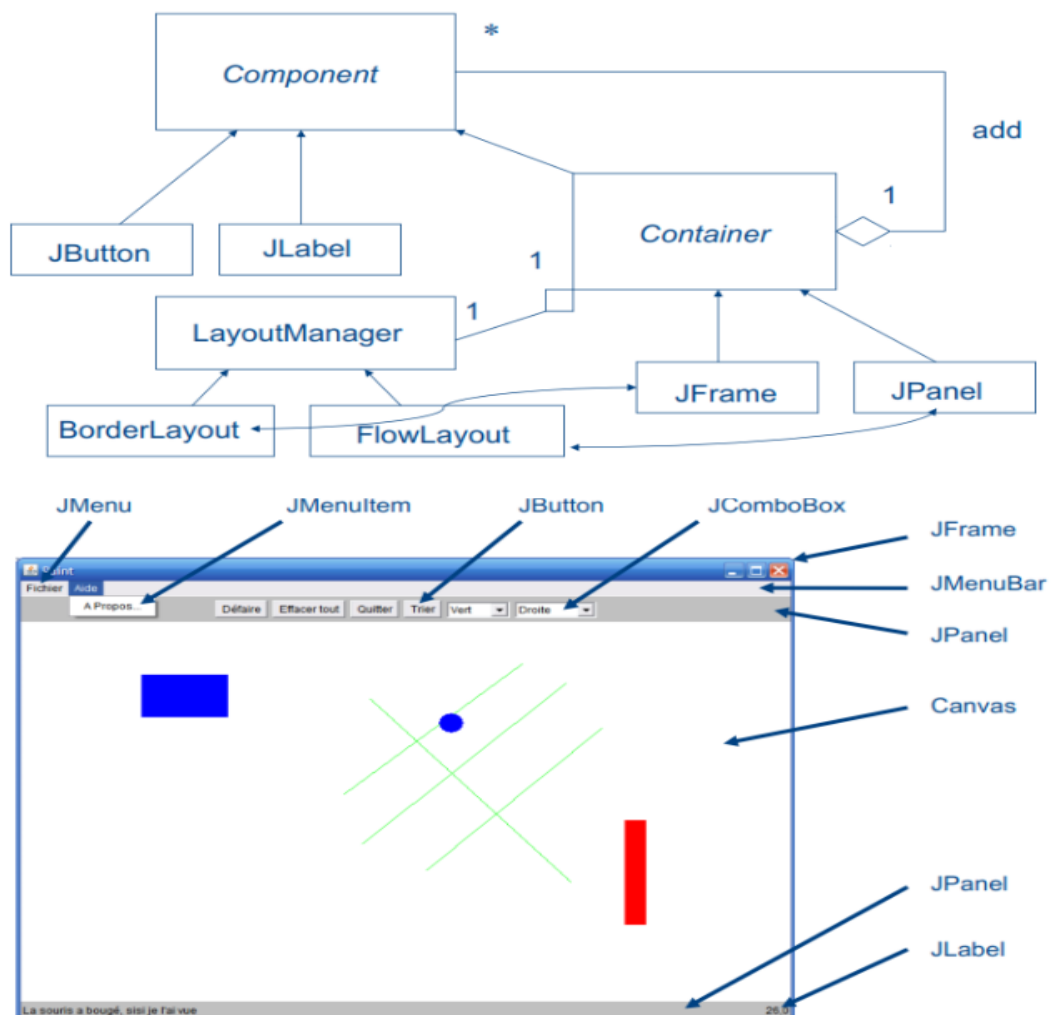 *
Component
add
1
Container
JButton
JLabel
1
1
LayoutManager
JFrame
JPanel
BorderLayout
FlowLayout
JMenu
JMenuItem
JButton
JComboBox
JFrame
JMenuBar
JPanel
Canvas
JPanel
JLabel
Fichier Aide
A Propos...
Défaire Effacer tout Quitter Trier Vert Droite
La souris a bougé, sisi je l'ai vue
26.0